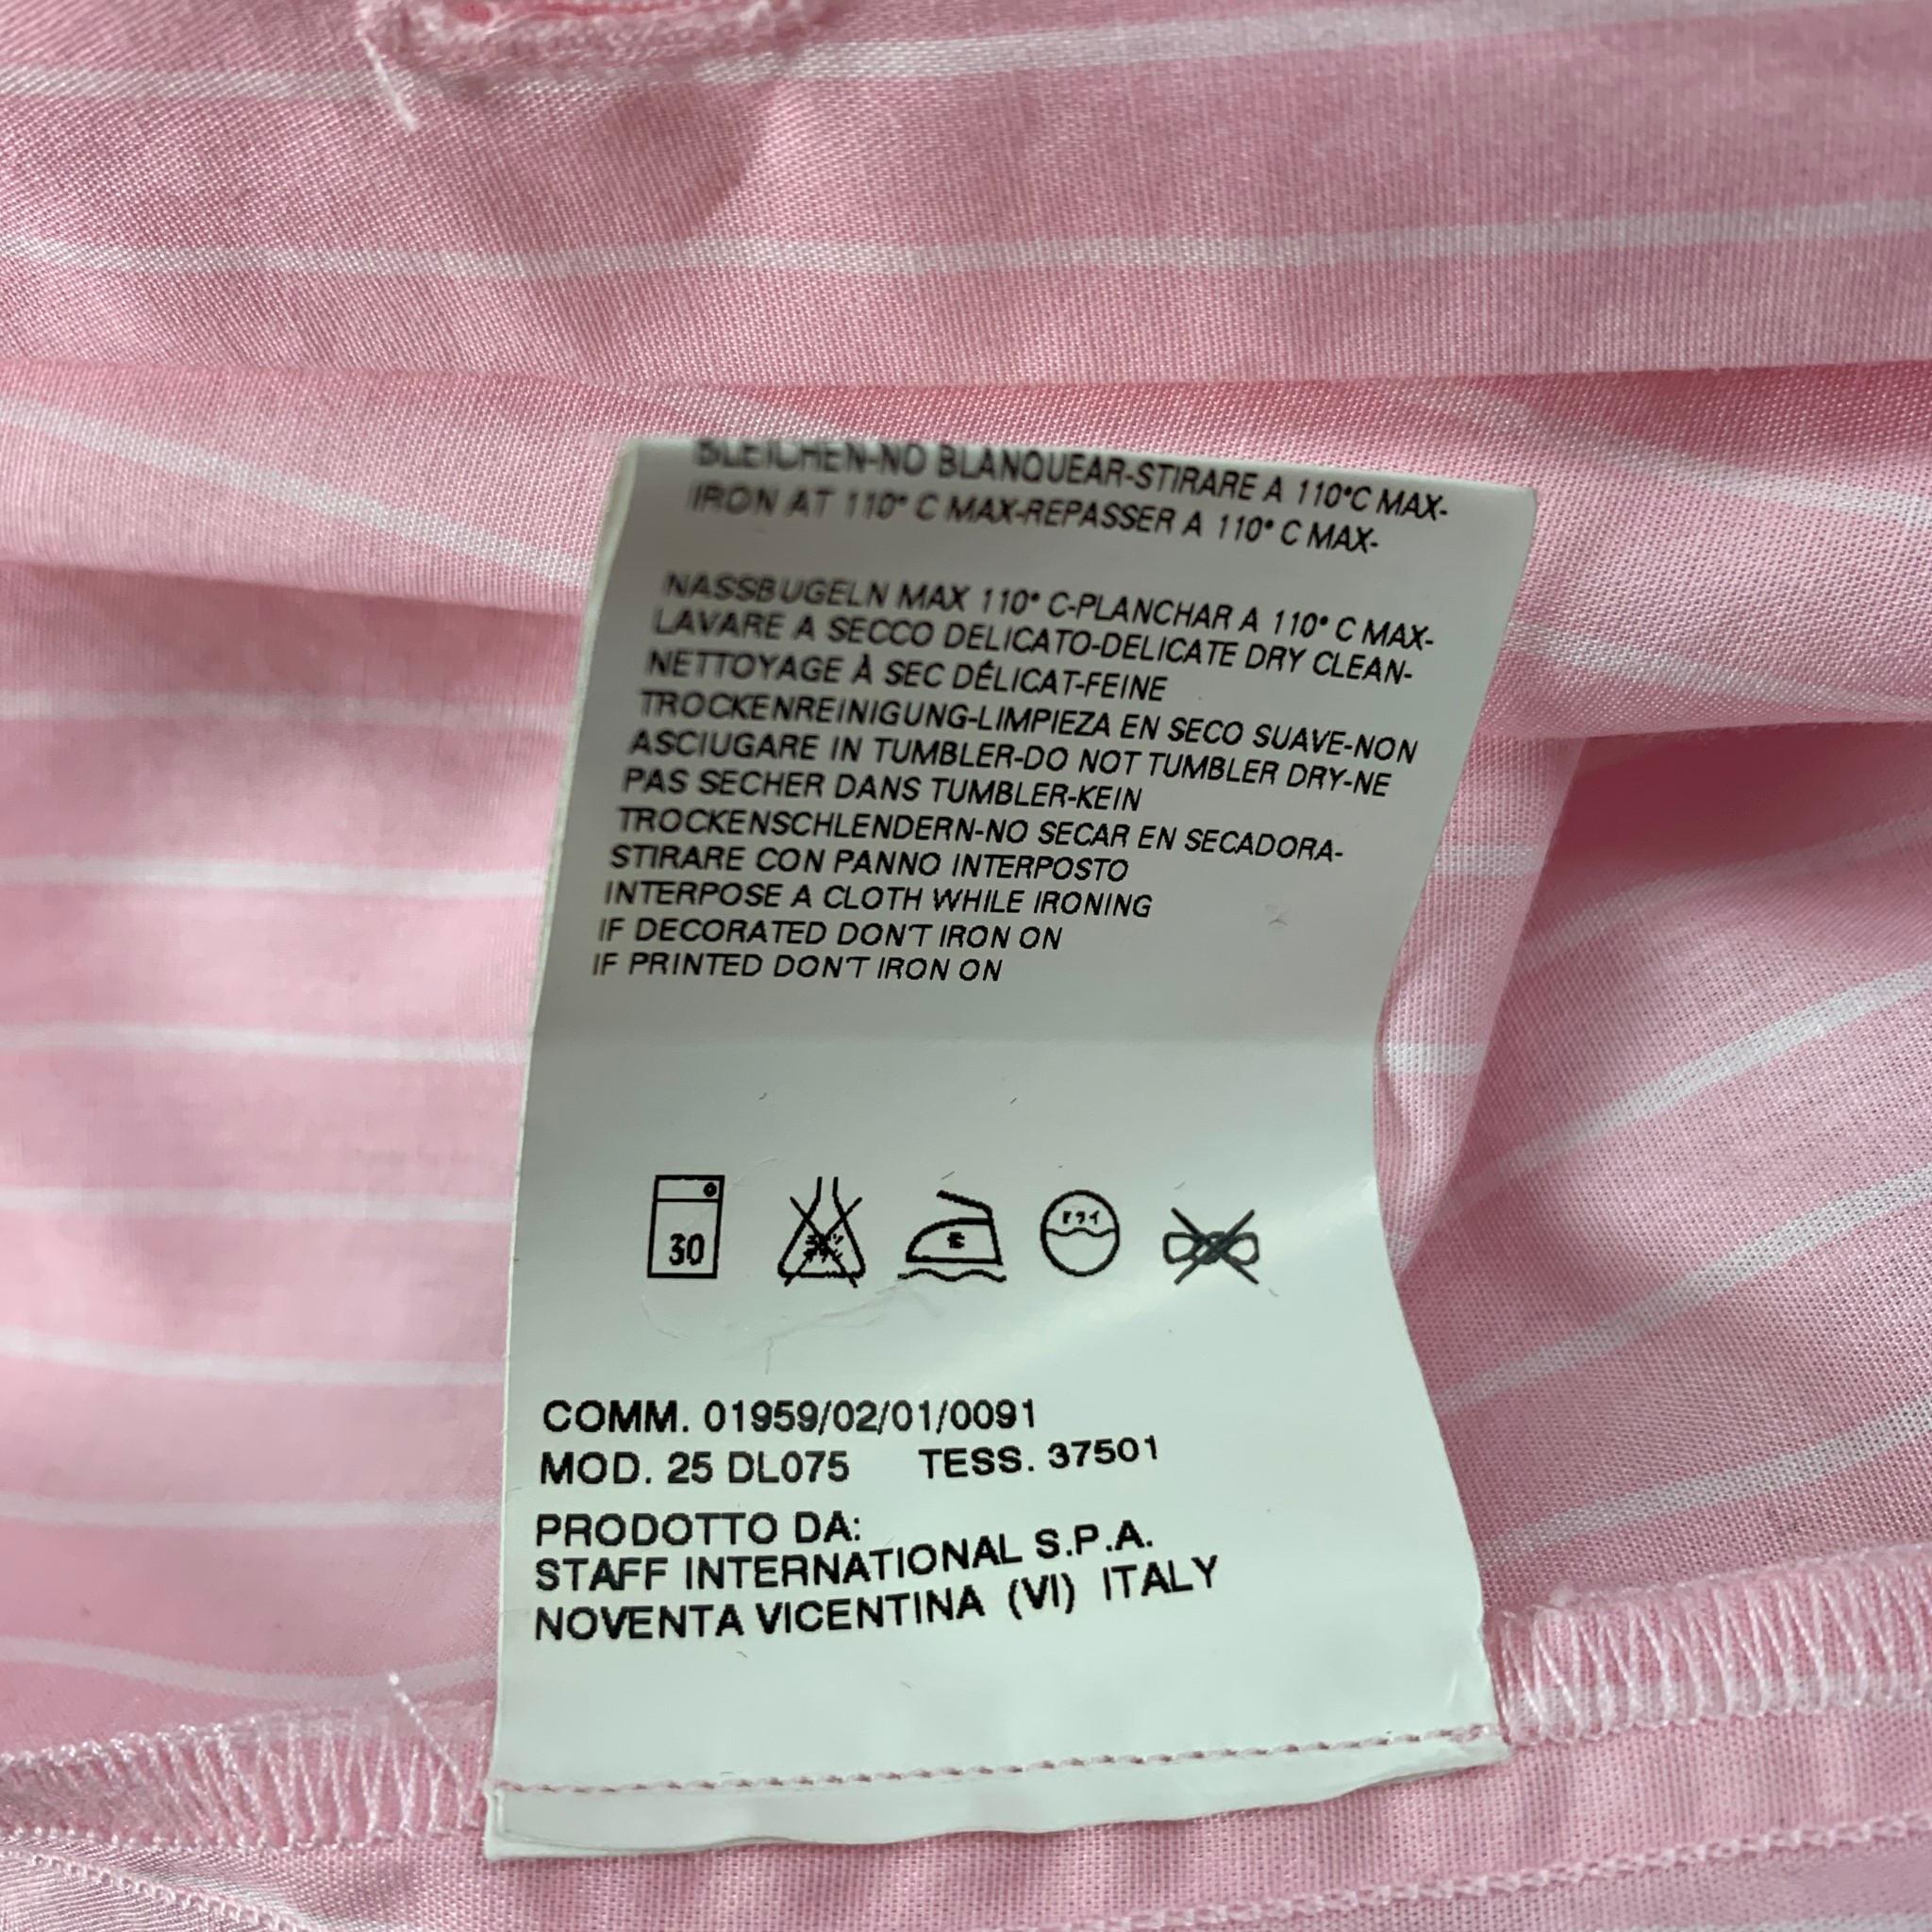 BLEICHEN-NO BLANQUEAR-STIRARE A 110°C MAX-
IRON AT 110° C MAX-REPASSER A 110° C MAX-
NASSBUGELN MAX 110° C-PLANCHAR A 110° C MAX-
LAVARE A SECCO DELICATO-DELICATE DRY CLEAN-
NETTOYAGE À SEC DÉLICAT-FEINE
TROCKENREINIGUNG-LIMPIEZA EN SECO SUAVE-NON
ASCIUGARE IN TUMBLER-DO NOT TUMBLER DRY-NE
PAS SECHER DANS TUMBLER-KEIN
TROCKENSCHLENDERN-NO SECAR EN SECADORA-
STIRARE CON PANNO INTERPOSTO
INTERPOSE A CLOTH WHILE IRONING
IF DECORATED DON'T IRON ON
IF PRINTED DON'T IRON ON
30 ドライ
COMM. 01959/02/01/0091
MOD. 25 DL075 TESS. 37501
PRODOTTO DA:
STAFF INTERNATIONAL S.P.A.
NOVENTA VICENTINA (VI) ITALY